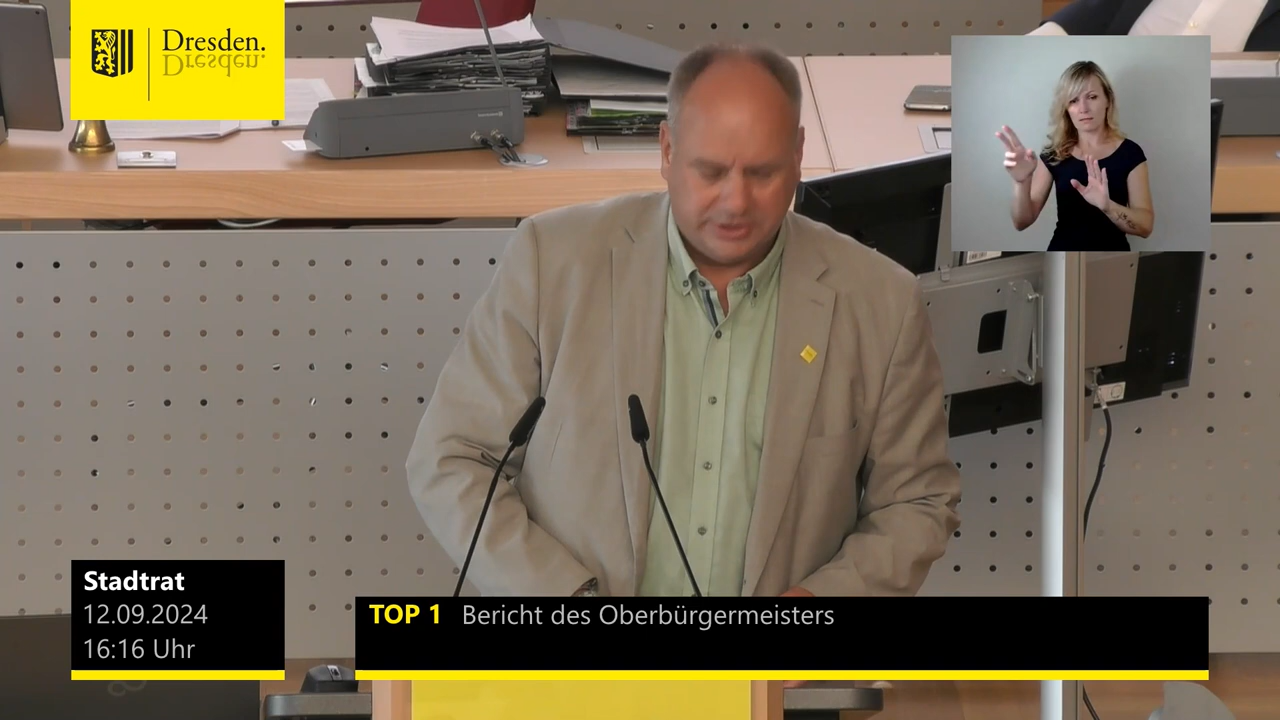 Dresden.
Dresden.
Stadtrat
12.09.2024
16:16 Uhr
TOP 1 Bericht des Oberbürgermeisters